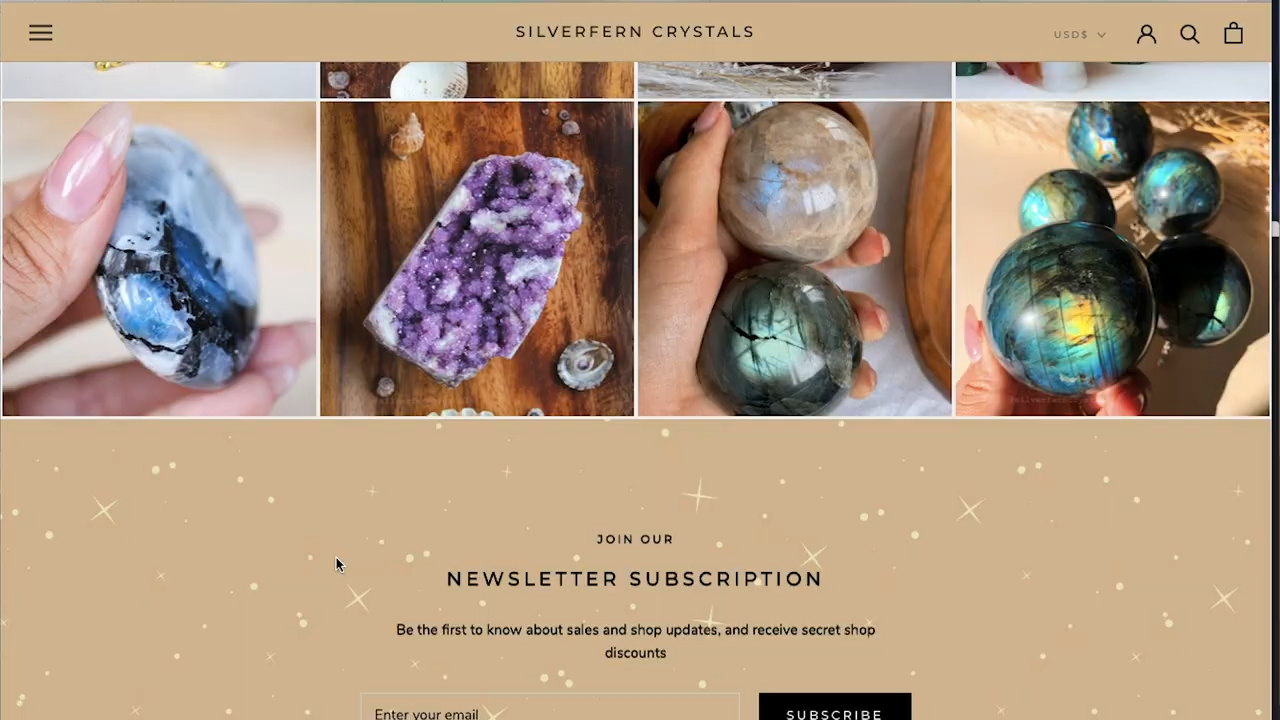 SILVERFERN CRYSTALS
USD$
JOIN OUR
NEWSLETTER SUBSCRIPTION
Be the first to know about sales and shop updates, and receive secret shop
discounts
Enter your email
SUBSCRIBE